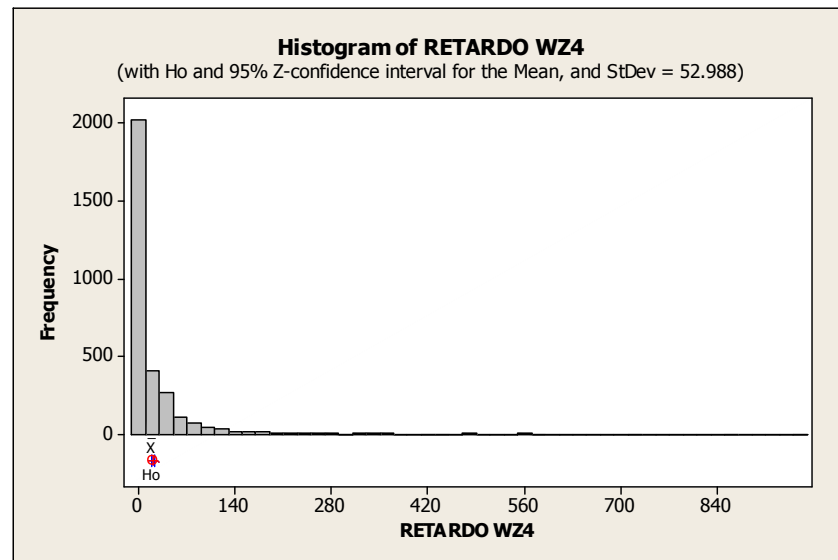 Histogram of RETARDO WZ4
(with Ho and 95% Z-confidence interval for the Mean, and StDev = 52.988)
Frequency
2000
1500
1000
500
0
X
Ho
0 140 280 420 560 700 840
RETARDO WZ4